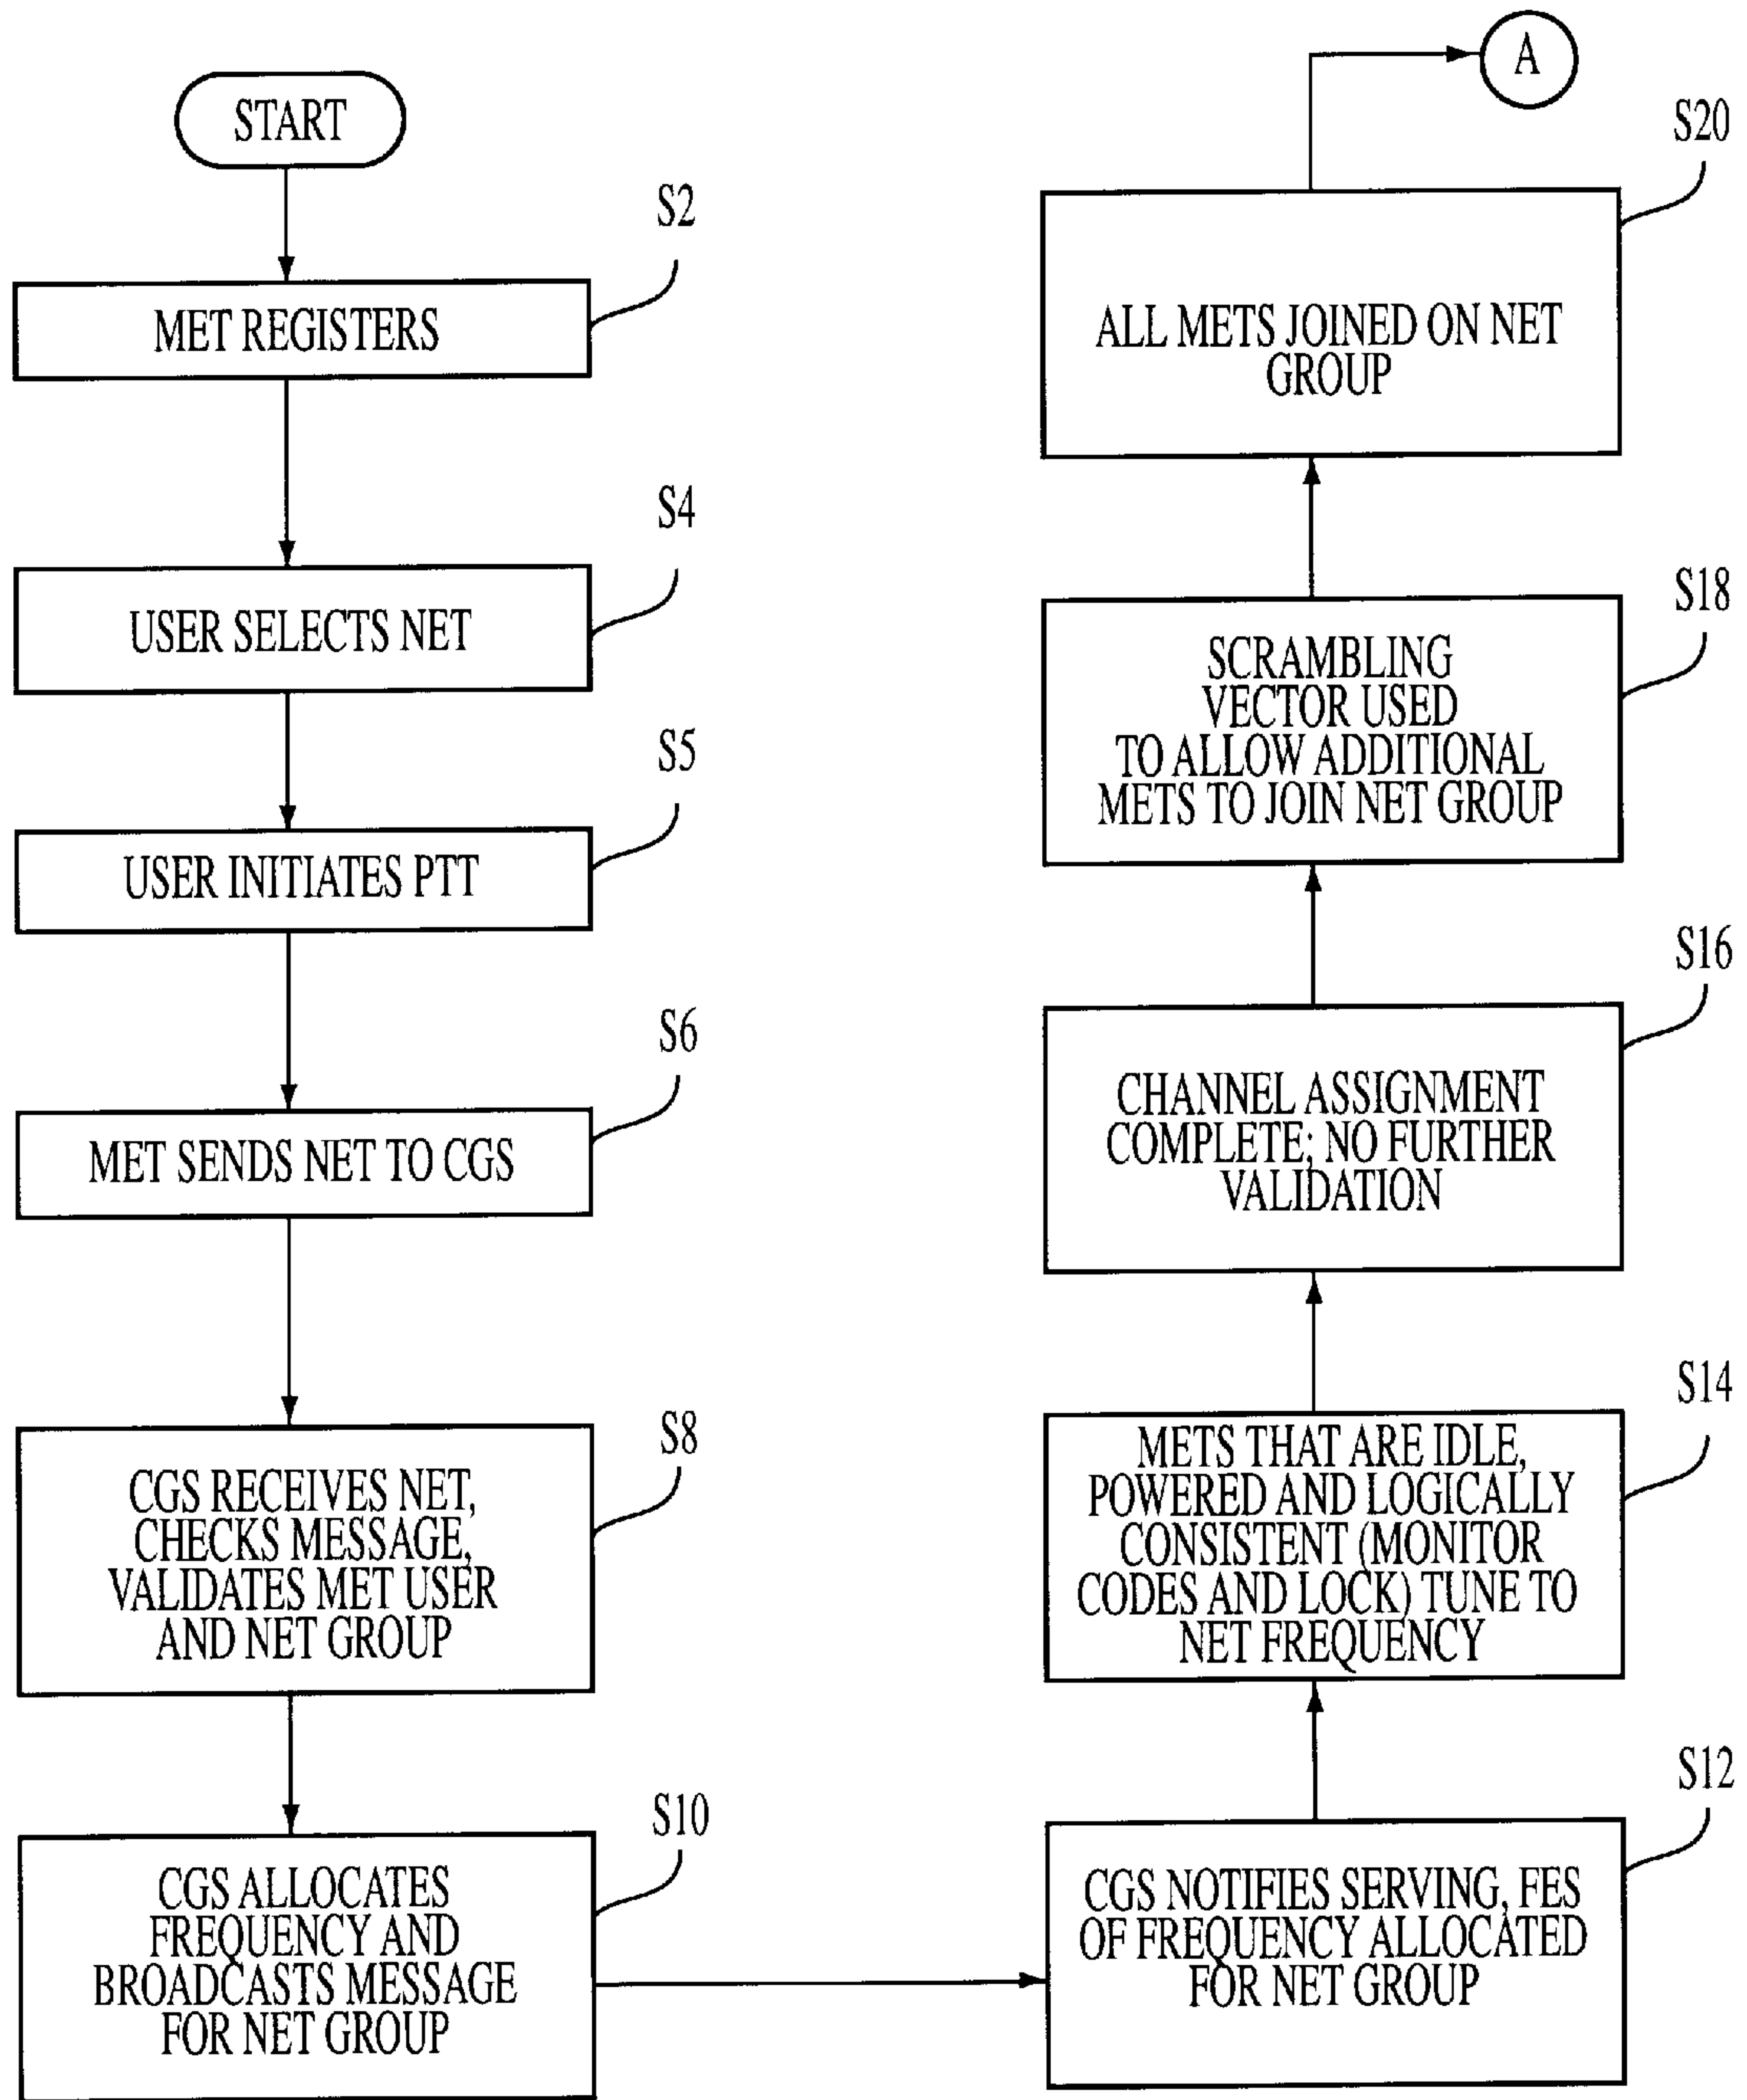 START
S2
MET REGISTERS
S4
USER SELECTS NET
S5
USER INITIATES PTT
S6
MET SENDS NET TO CGS
S8
CGS RECEIVES NET,
CHECKS MESSAGE,
VALIDATES MET USER
AND NET GROUP
S10
CGS ALLOCATES
FREQUENCY AND
BROADCASTS MESSAGE
FOR NET GROUP
S12
CGS NOTIFIES SERVING, FES
OF FREQUENCY ALLOCATED
FOR NET GROUP
S14
METS THAT ARE IDLE,
POWERED AND LOGICALLY
CONSISTENT (MONITOR
CODES AND LOCK) TUNE TO
NET FREQUENCY
S16
CHANNEL ASSIGNMENT
COMPLETE; NO FURTHER
VALIDATION
S18
SCRAMBLING
VECTOR USED
TO ALLOW ADDITIONAL
METS TO JOIN NET GROUP
S20
ALL METS JOINED ON NET
GROUP
A